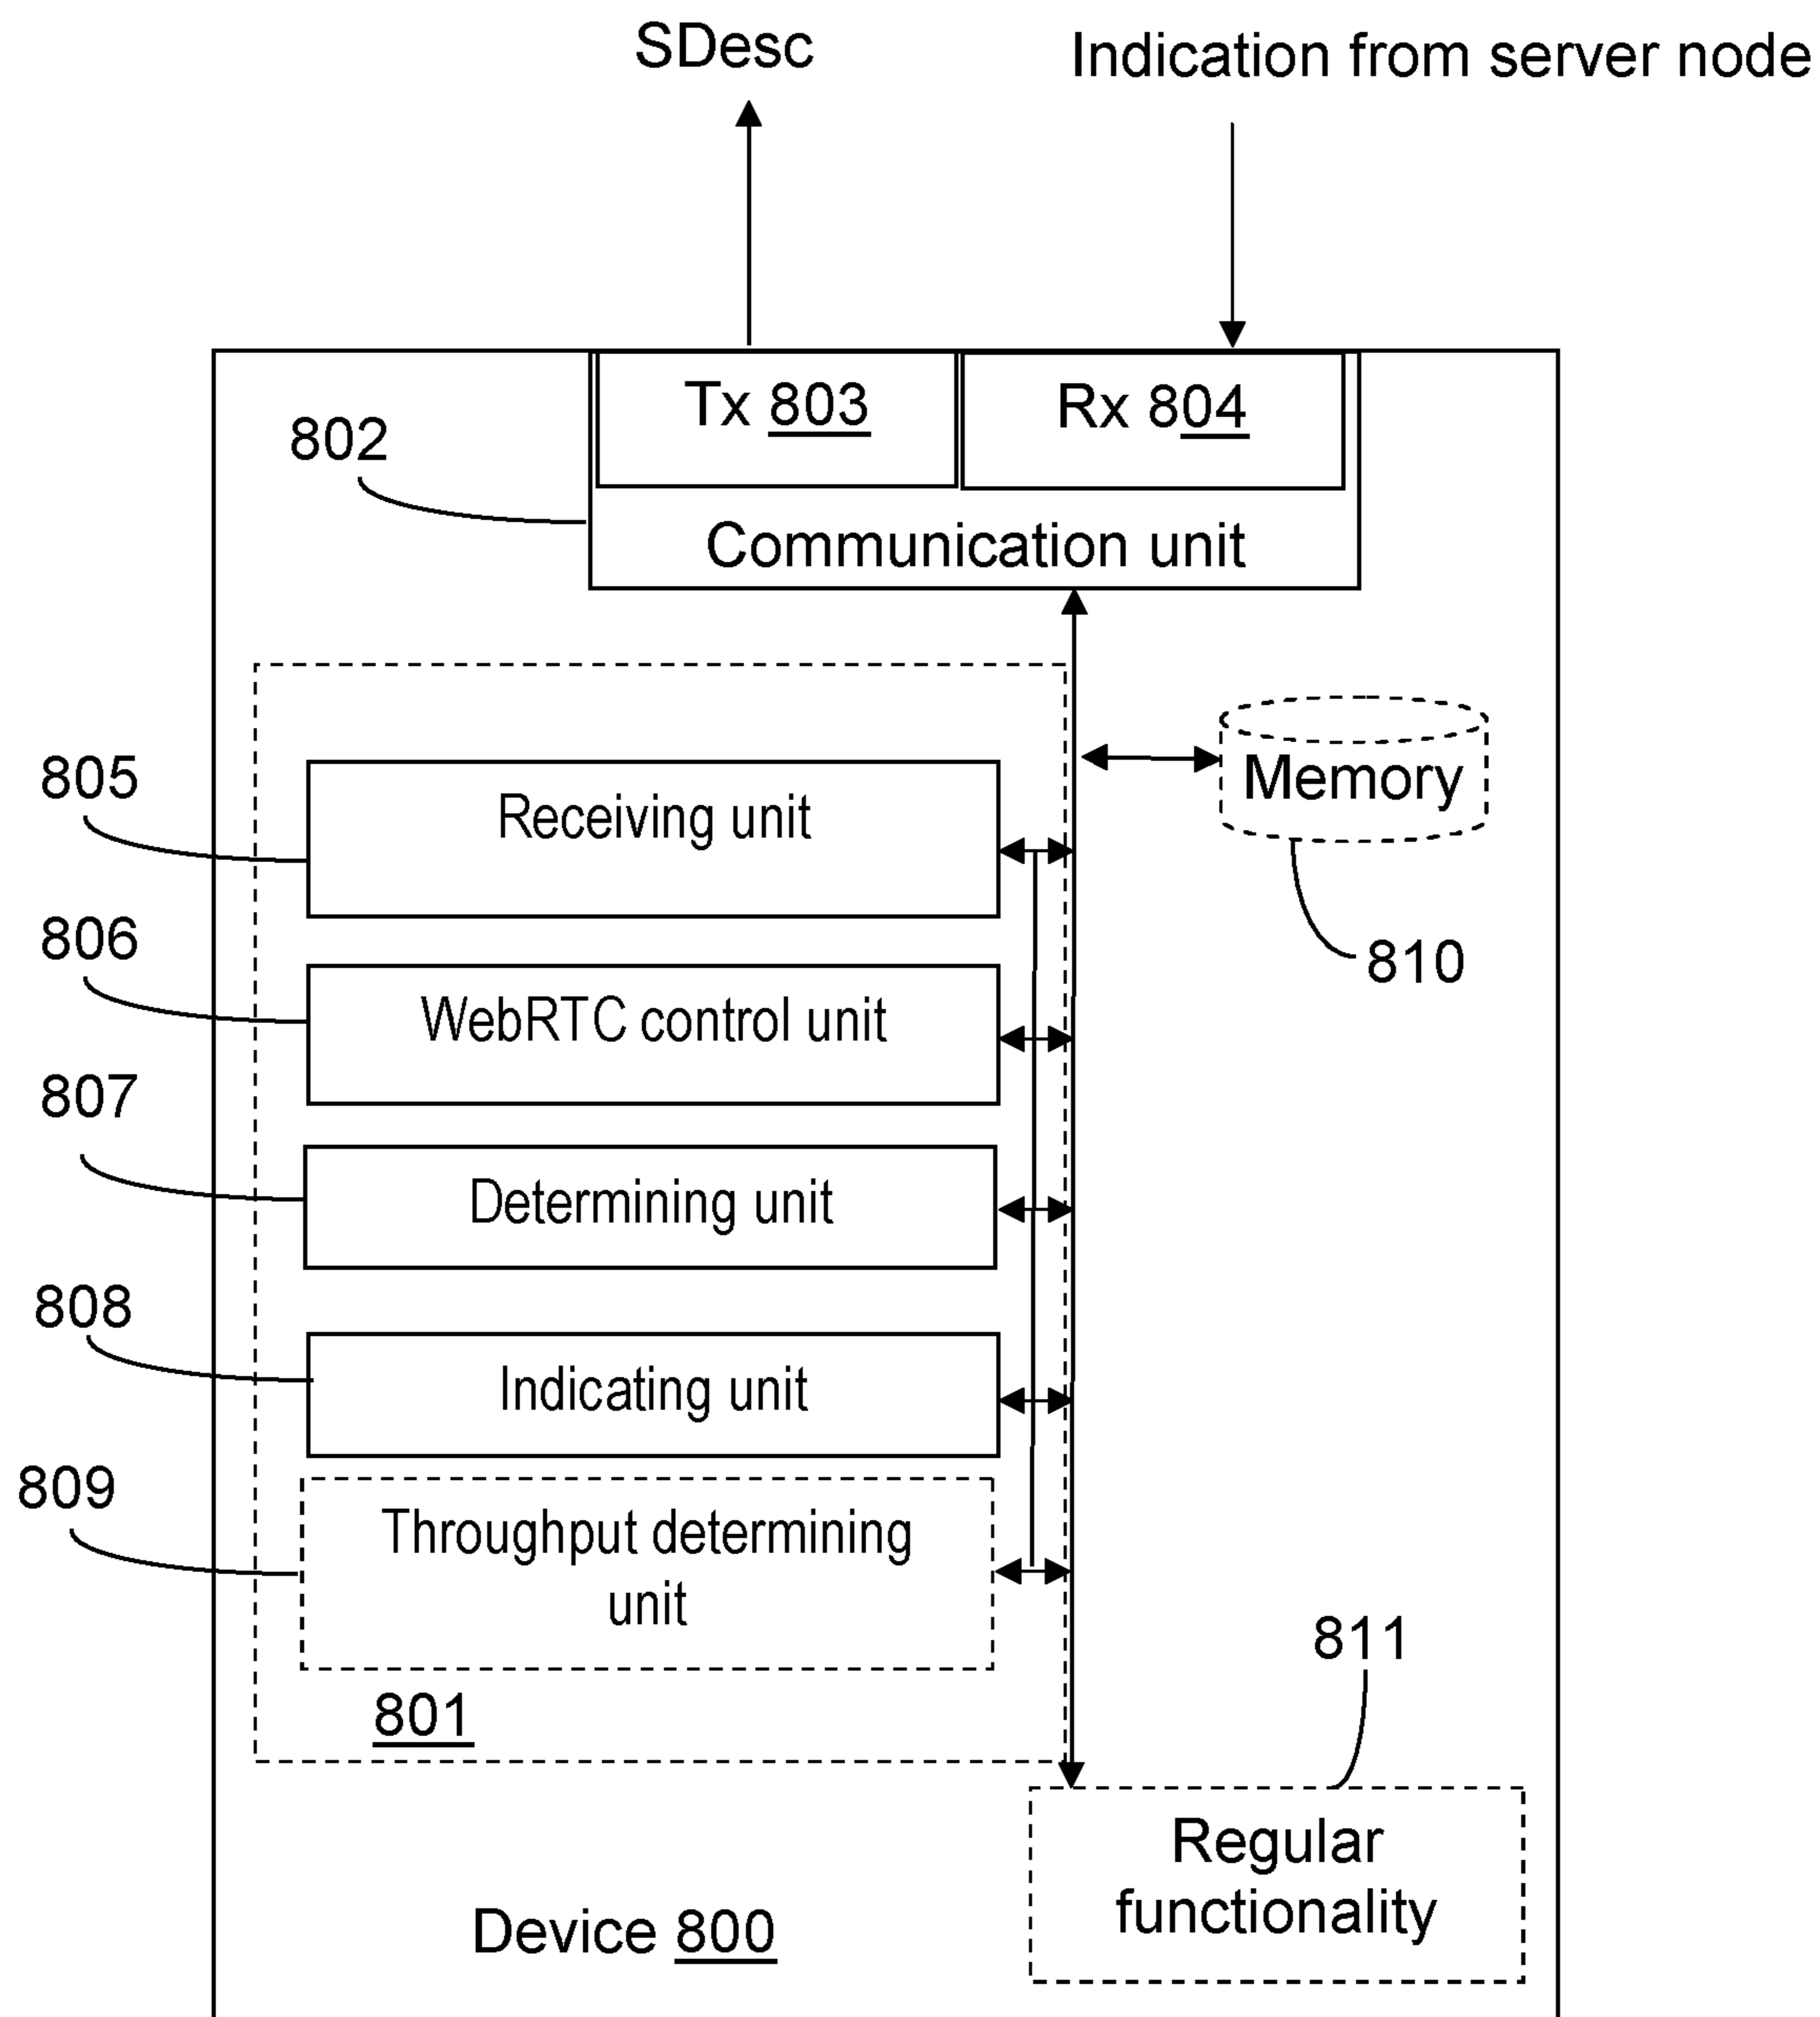 SDesc
Indication from server node
Tx 803
Rx 804
802
Communication unit
805
Receiving unit
Memory
806
WebRTC control unit
810
807
Determining unit
808
Indicating unit
809
Throughput determining
unit
811
801
Regular
functionality
Device 800